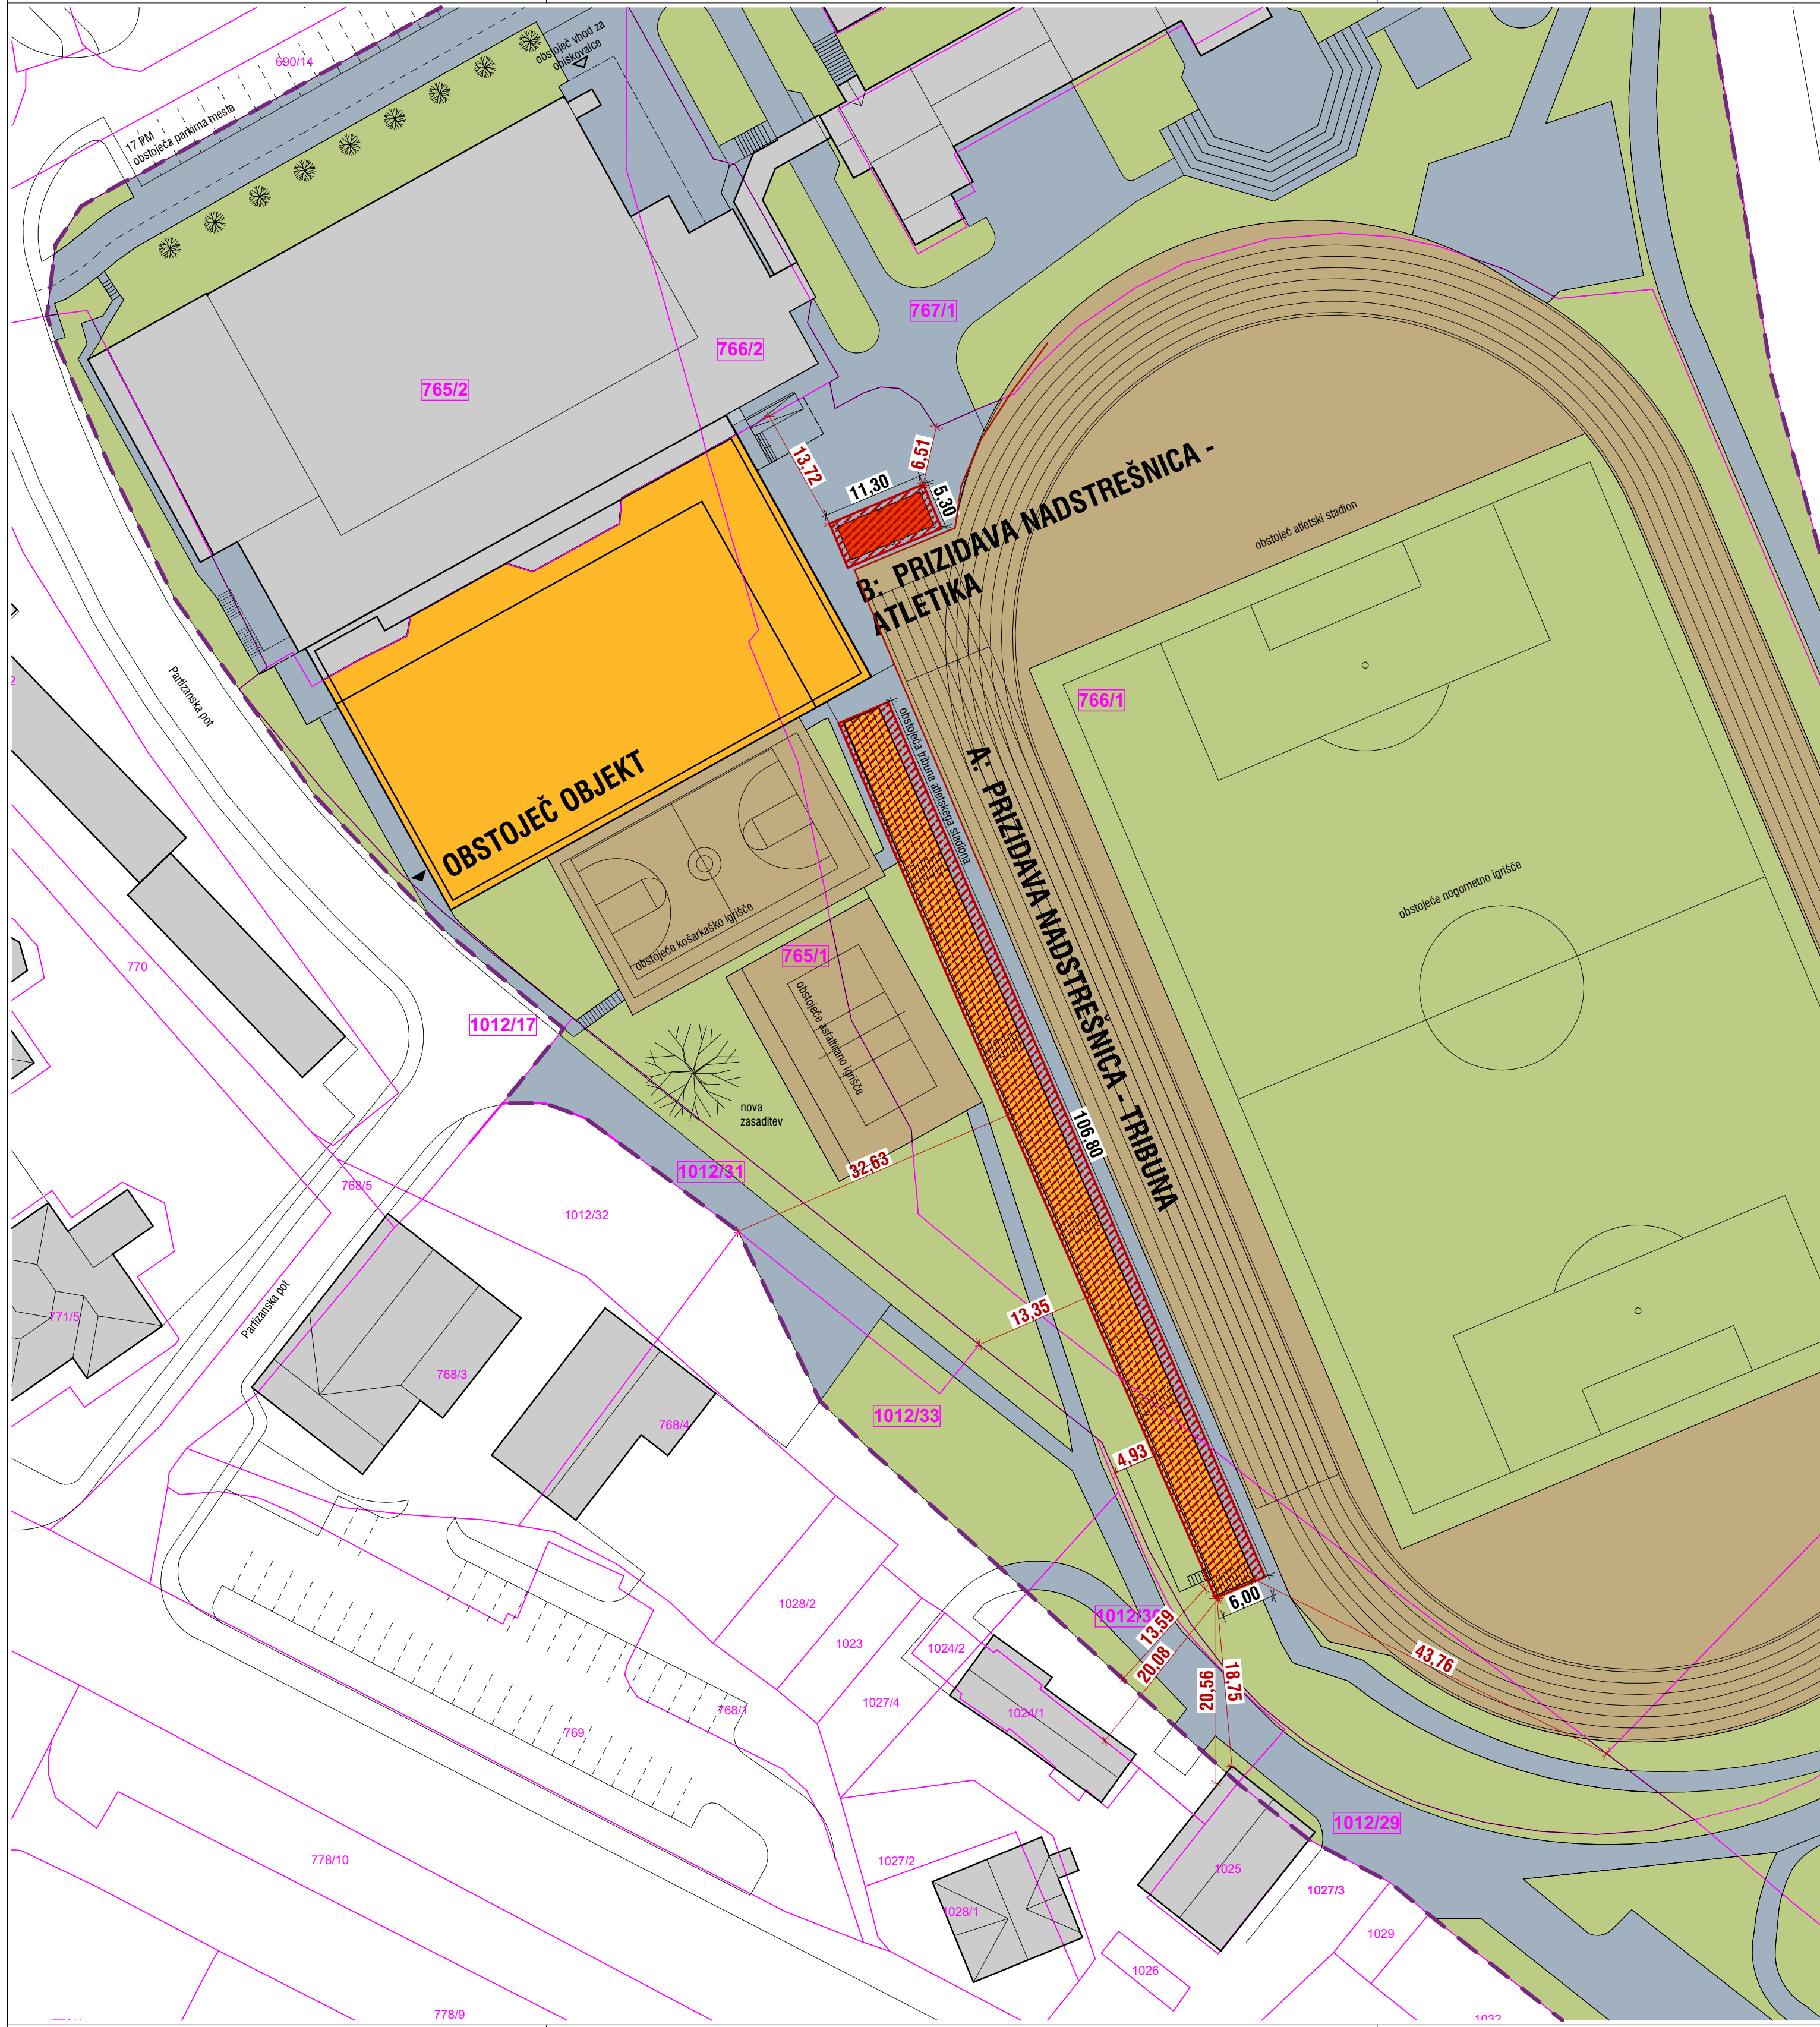 690/14
obstoječ vhod za
obiskovalce
17 PM
obstoječa parkirna mesta
767/1
766/2
765/2
13,72
6,51
11,30
5.30
B: PRIZIDAVA NADSTREŠNICA -
ATLETIKA
obstoječ atletski stadion
766/1
Partizanska pot
obstoječa tribuna atletskega stadiona
OBSTOJEČ OBJEKT
A: PRIZIDAVA NADSTREŠNICA - TRIBUNA
obstoječe nogometno igrišče
obstoječe košarkaško igrišče
765/1
770
obstoječe asfaltirano igrišče
1012/17
nova
zasaditev
106,80
32,63
1012/31
768/5
1012/32
Partizanska pot
771/5
13,35
768/3
768/4
1012/33
4,93
6,00
1028/2
1012/30
13,59
20,08
20,56
18,75
43,76
1023
1024/2
1027/4
1024/1
768/1
769
1012/29
778/10
1027/2
1025
1027/3
1028/1
1029
1026
778/9
1032